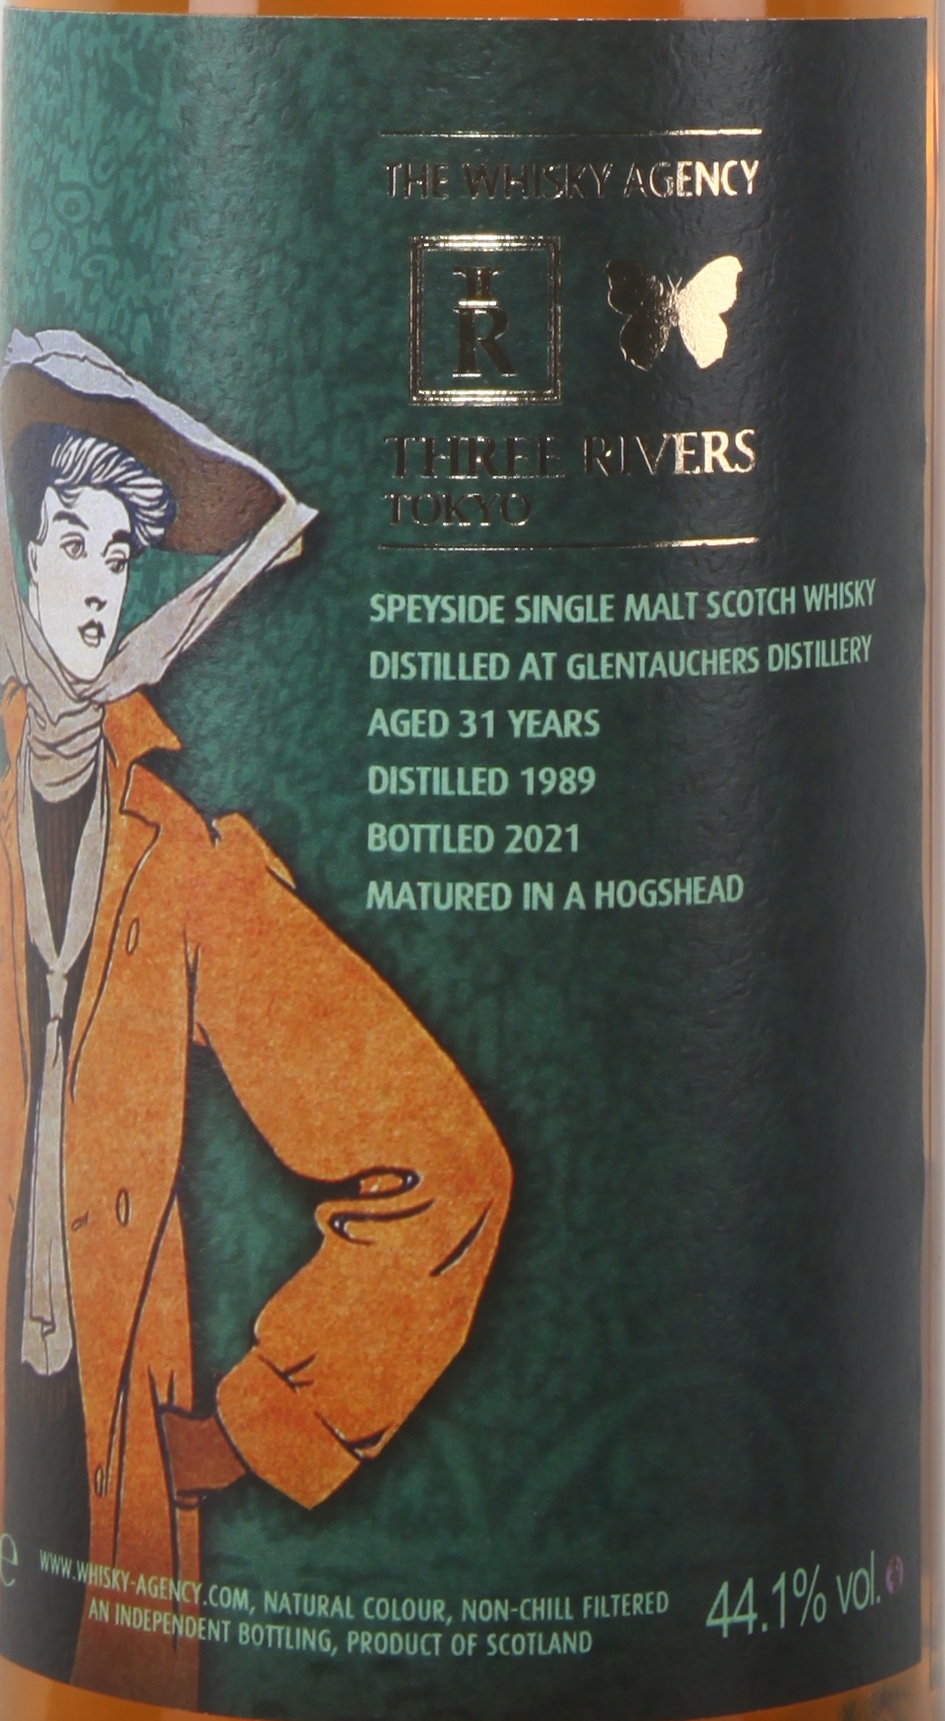 THE WHISKY AGENCY
TR
THREE RIVERS
TOKYO
SPEYSIDE SINGLE MALT SCOTCH WHISKY
DISTILLED AT GLENTAUCHERS DISTILLERY
AGED 31 YEARS
DISTILLED 1989
BOTTLED 2021
MATURED IN A HOGSHEAD
e
WWW.WHISKY-AGENCY.COM, NATURAL COLOUR, NON-CHILL FILTERED
AN INDEPENDENT BOTTLING, PRODUCT OF SCOTLAND
44.1% vol.